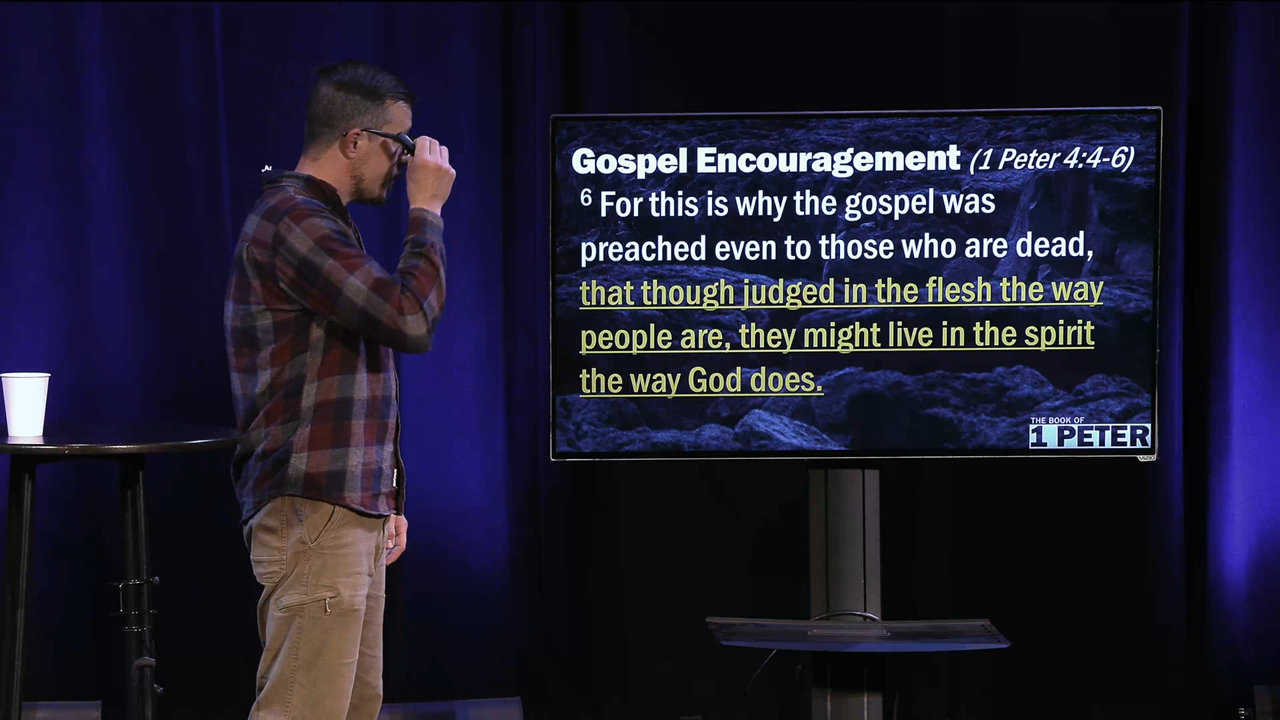 Gospel Encouragement (1 Peter 4:4-6)
6 For this is why the gospel was
preached even to those who are dead,
that though judged in the flesh the way
people are, they might live in the spirit
the way God does.
THE BOOK OF
1 PETER